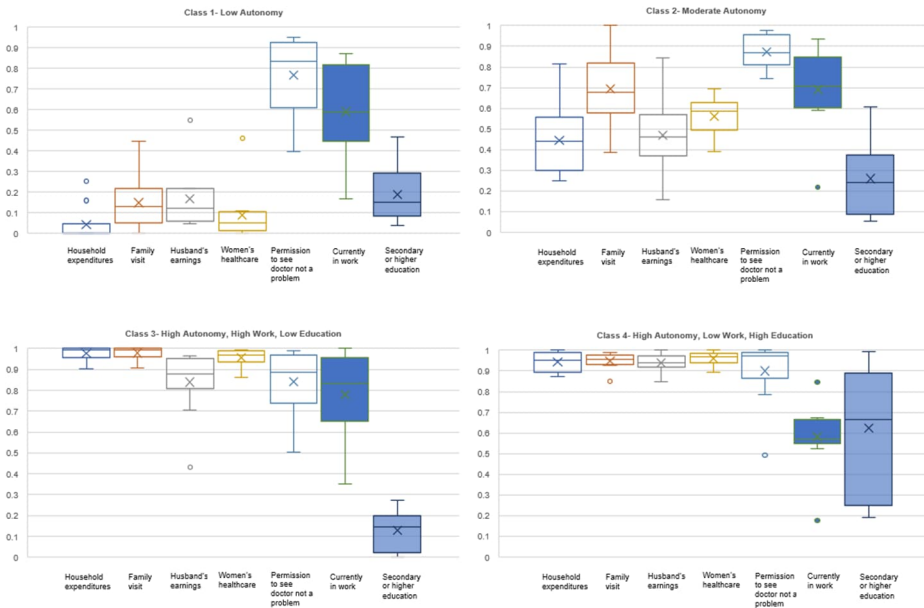 Class 1- Low Autonomy
1
0.9
0.8
0.7
0.6
0.5
0.4
0.3
0.2
0.1
0
Household expenditures
Family visit
Husband's earnings
Women's healthcare
Permission to see doctor not a problem
Currently in work
Secondary or higher education
Class 2- Moderate Autonomy
1
0.9
0.8
0.7
0.6
0.5
0.4
0.3
0.2
0.1
0
Household expenditures
Family visit
Husband's earnings
Women's healthcare
Permission to see doctor not a problem
Currently in work
Secondary or higher education
Class 3- High Autonomy, High Work, Low Education
1
0.9
0.8
0.7
0.6
0.5
0.4
0.3
0.2
0.1
0
Household expenditures
Family visit
Husband's earnings
Women's healthcare
Permission to see doctor not a problem
Currently in work
Secondary or higher education
Class 4- High Autonomy, Low Work, High Education
1
0.9
0.8
0.7
0.6
0.5
0.4
0.3
0.2
0.1
0
Household expenditures
Family visit
Husband's earnings
Women's healthcare
Permission to see doctor not a problem
Currently in work
Secondary or higher education